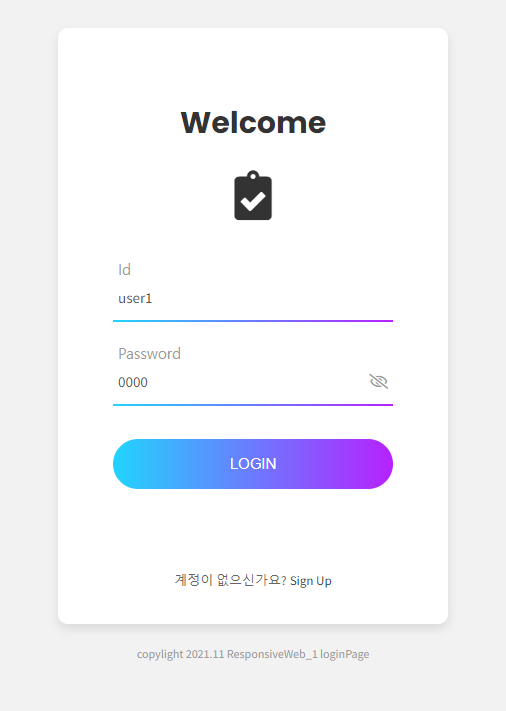 Welcome
Id
user1
Password
0000
LOGIN
계정이 없으신가요? Sign Up
copylight 2021.11 ResponsiveWeb_1 loginPage